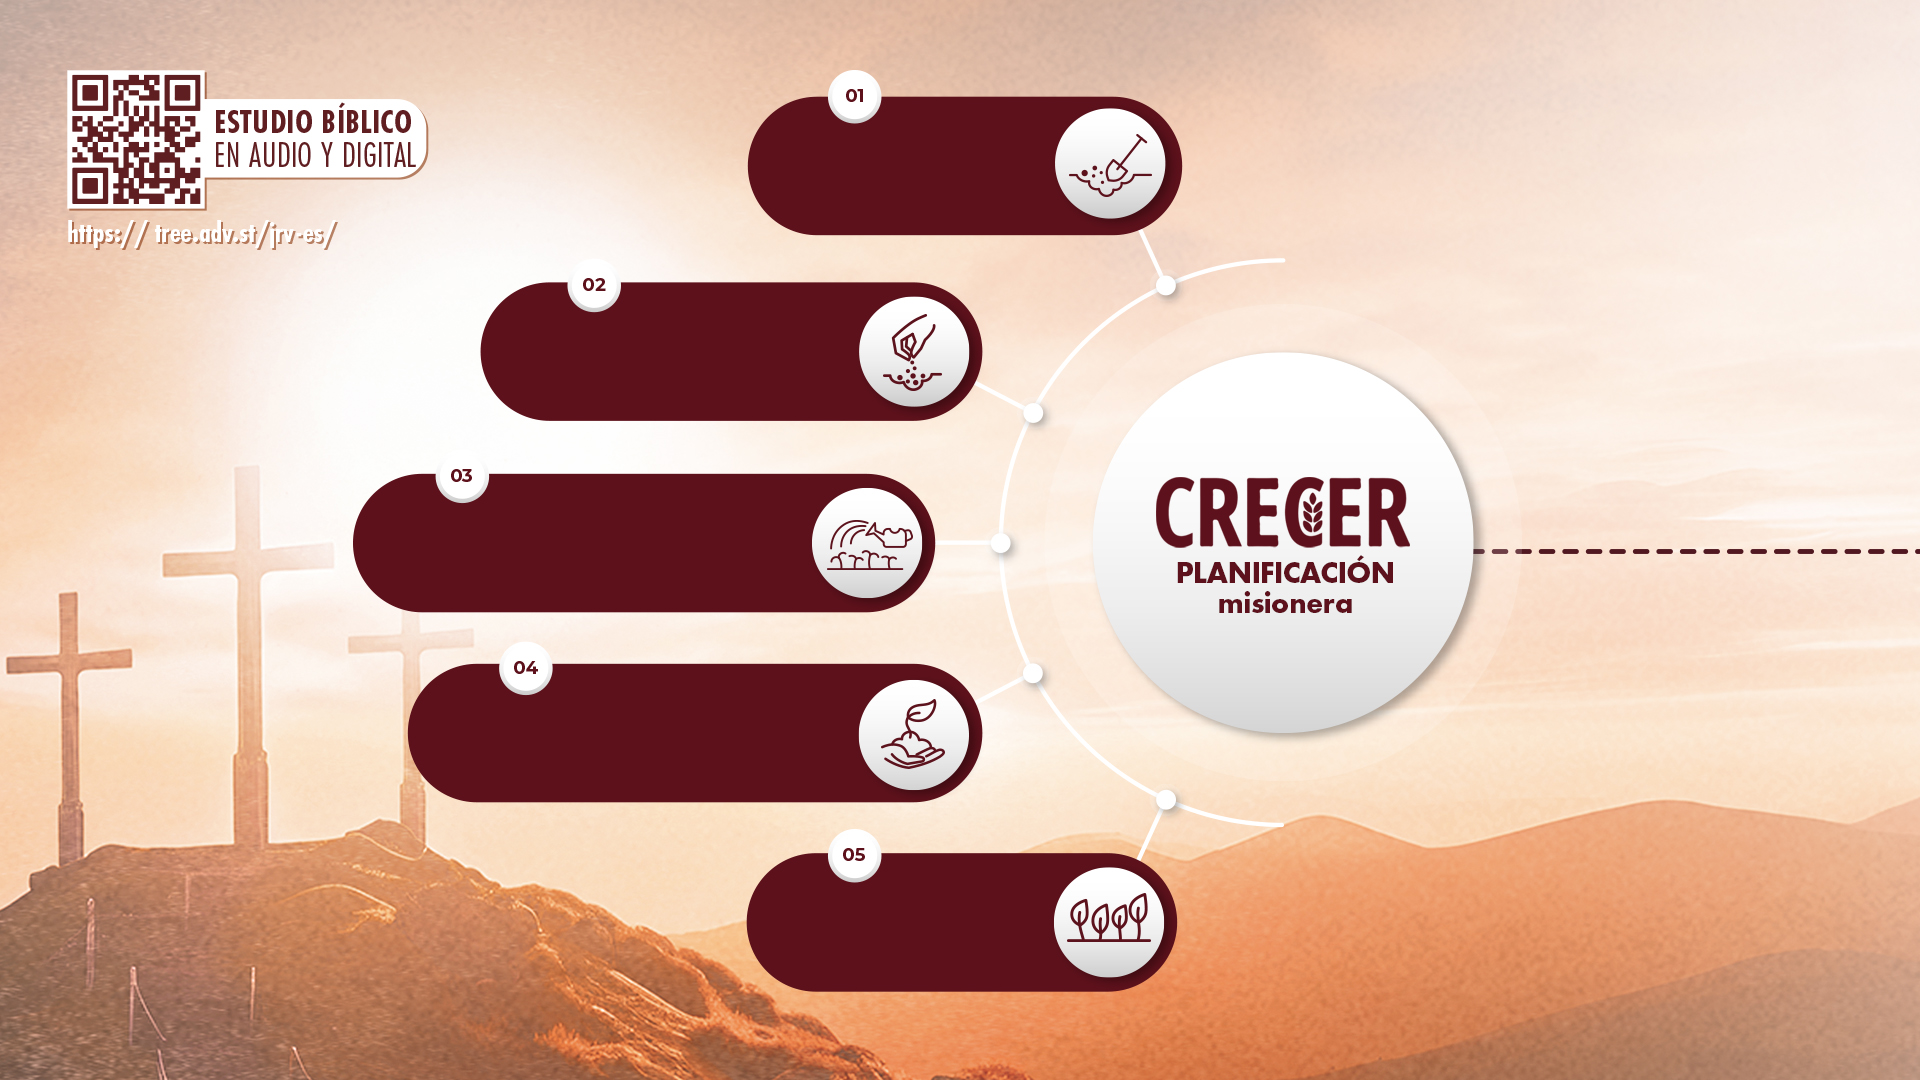 ESTUDIO BÍBLICO
EN AUDIO Y DIGITAL
https:// tree.adv.st/jrv-es/
01
02
03
04
05
CRECER
PLANIFICACIÓN
misionera